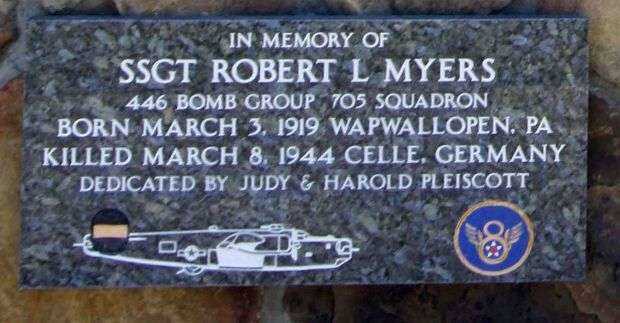 IN MEMORY OF
SSGT ROBERT L MYERS
446 BOMB GROUP 705 SQUADRON
BORN MARCH 3, 1919 WAPWALLOPEN, PA
KILLED MARCH 8, 1944 CELLE, GERMANY
DEDICATED BY JUDY & HAROLD PLEISCOTT
8